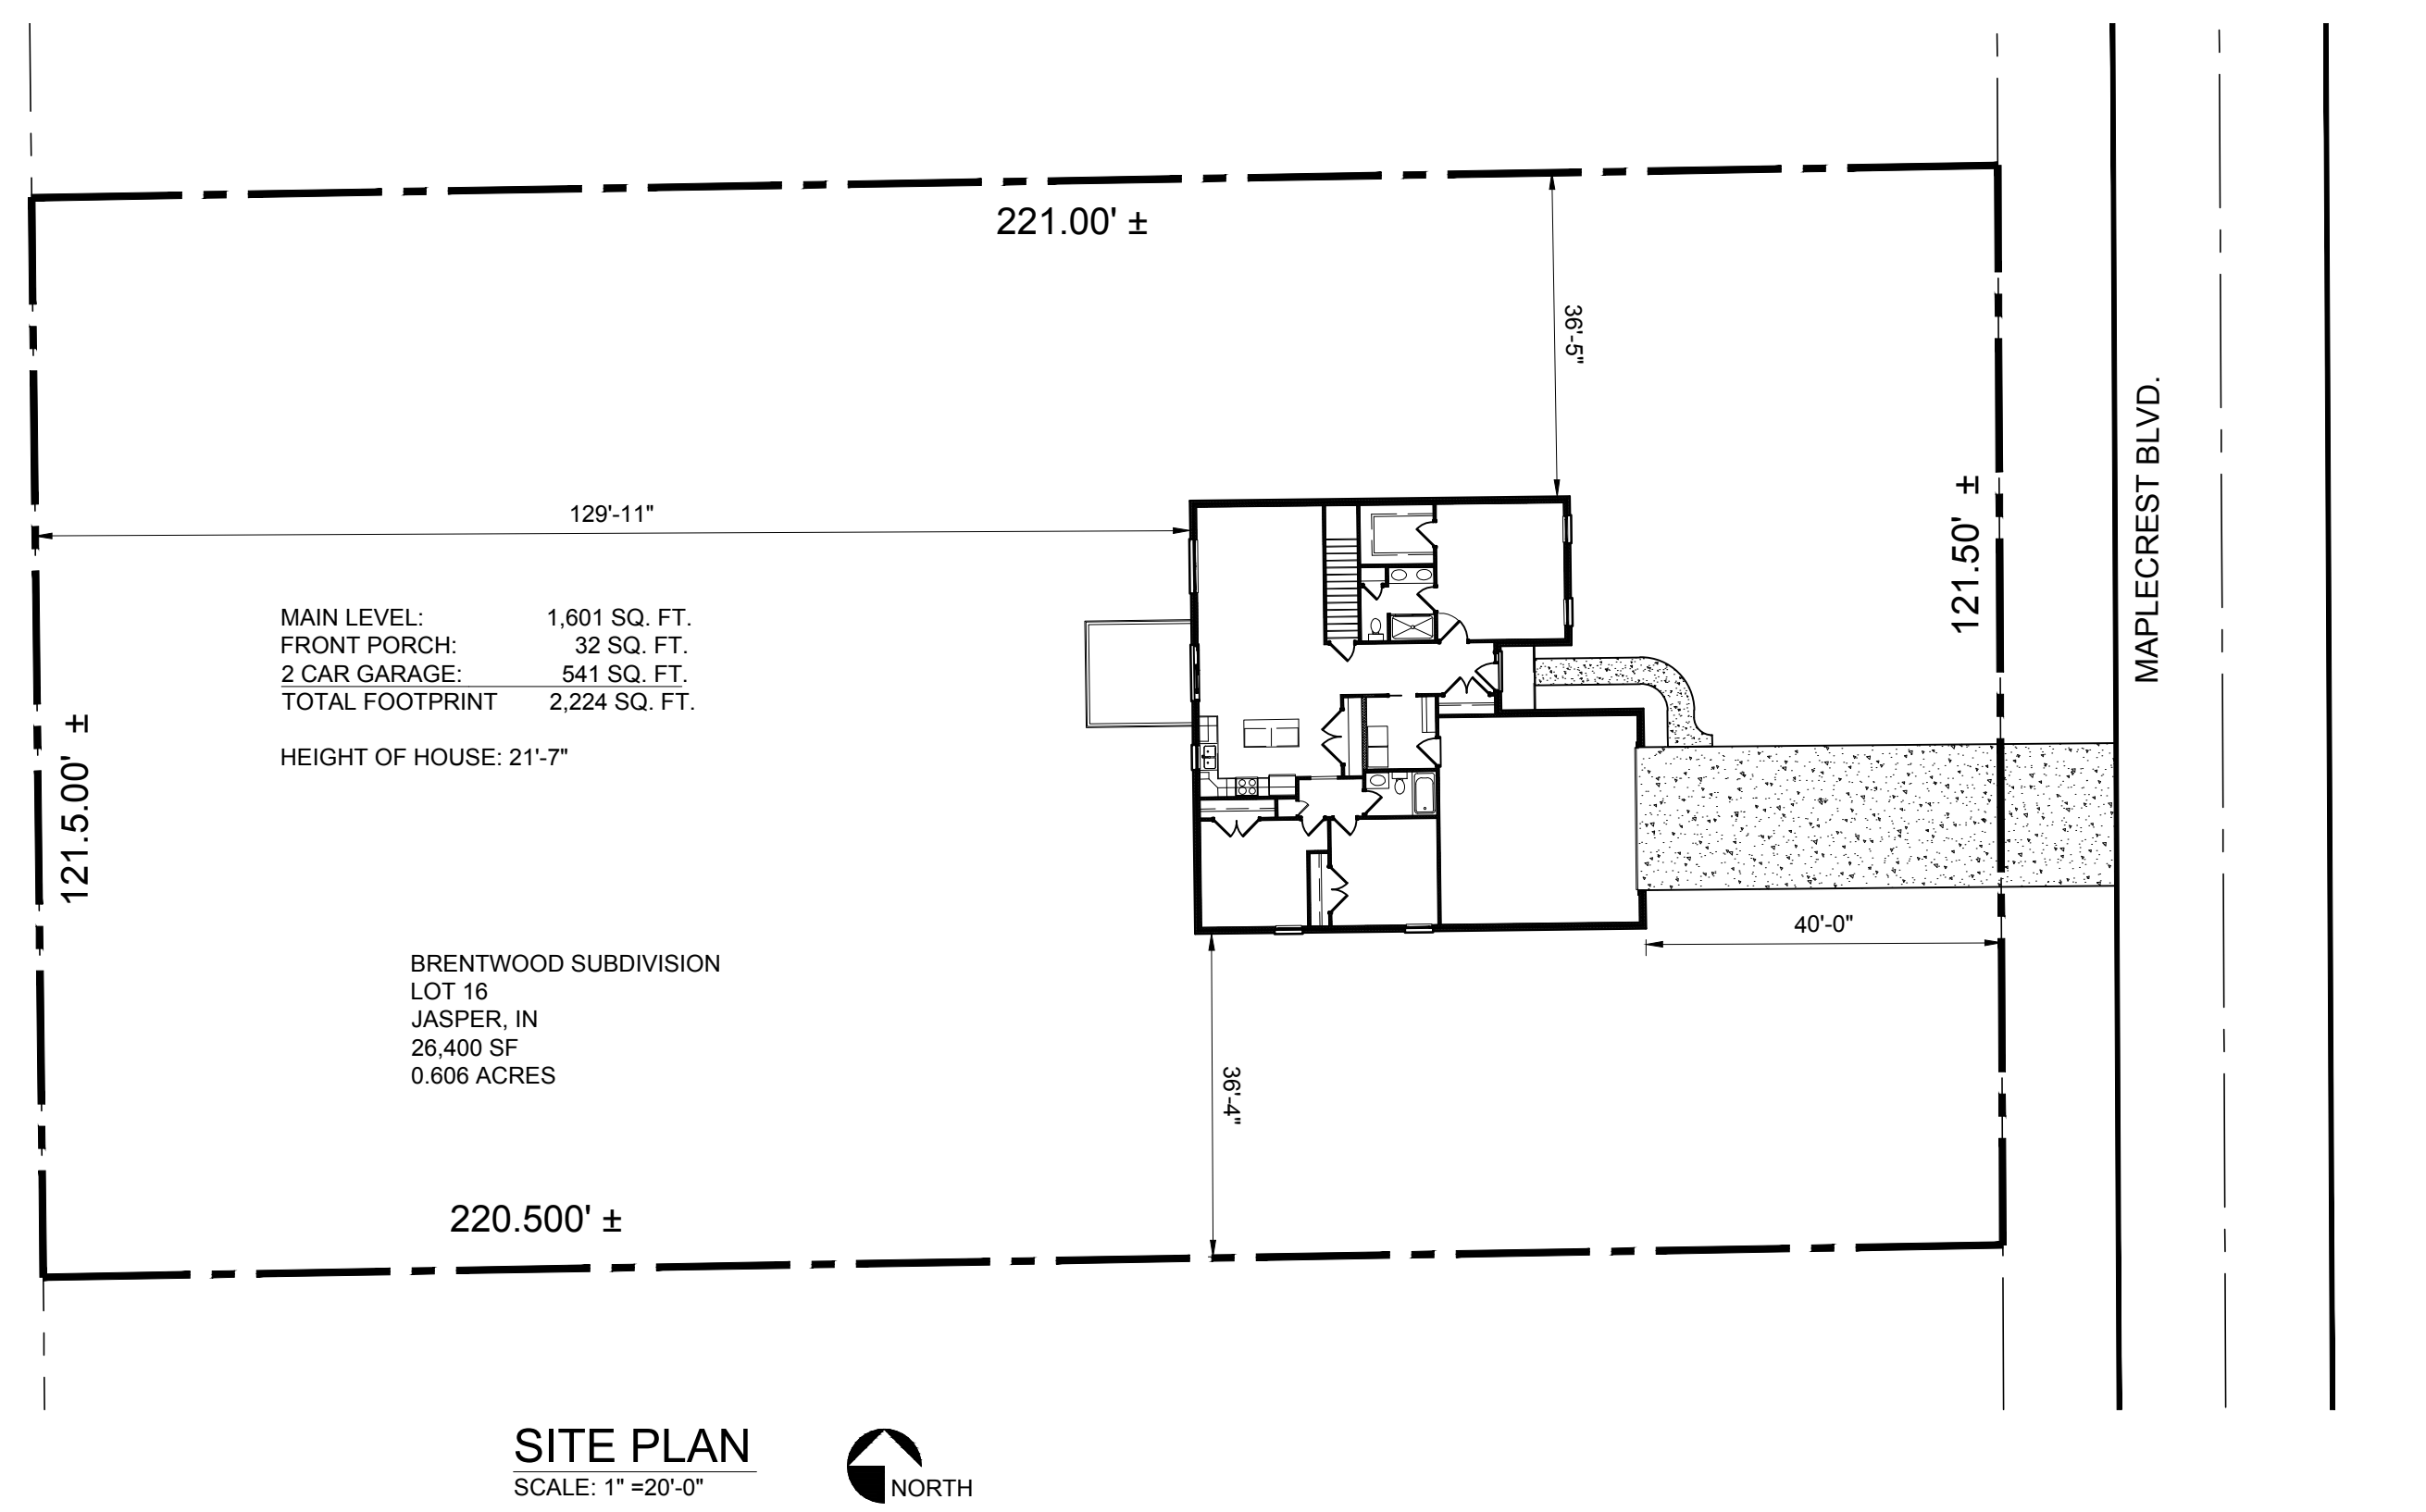 221.00' ±
36'-5"
129'-11"
MAPLECREST BLVD.
121.50' ±
MAIN LEVEL: 1,601 SQ. FT.
FRONT PORCH: 32 SQ. FT.
2 CAR GARAGE: 541 SQ. FT.
TOTAL FOOTPRINT 2,224 SQ. FT.
HEIGHT OF HOUSE: 21'-7"
121.5.00' ±
40'-0"
BRENTWOOD SUBDIVISION
LOT 16
JASPER, IN
26,400 SF
0.606 ACRES
36'-4"
220.500' ±
SITE PLAN
SCALE: 1" =20'-0"
NORTH